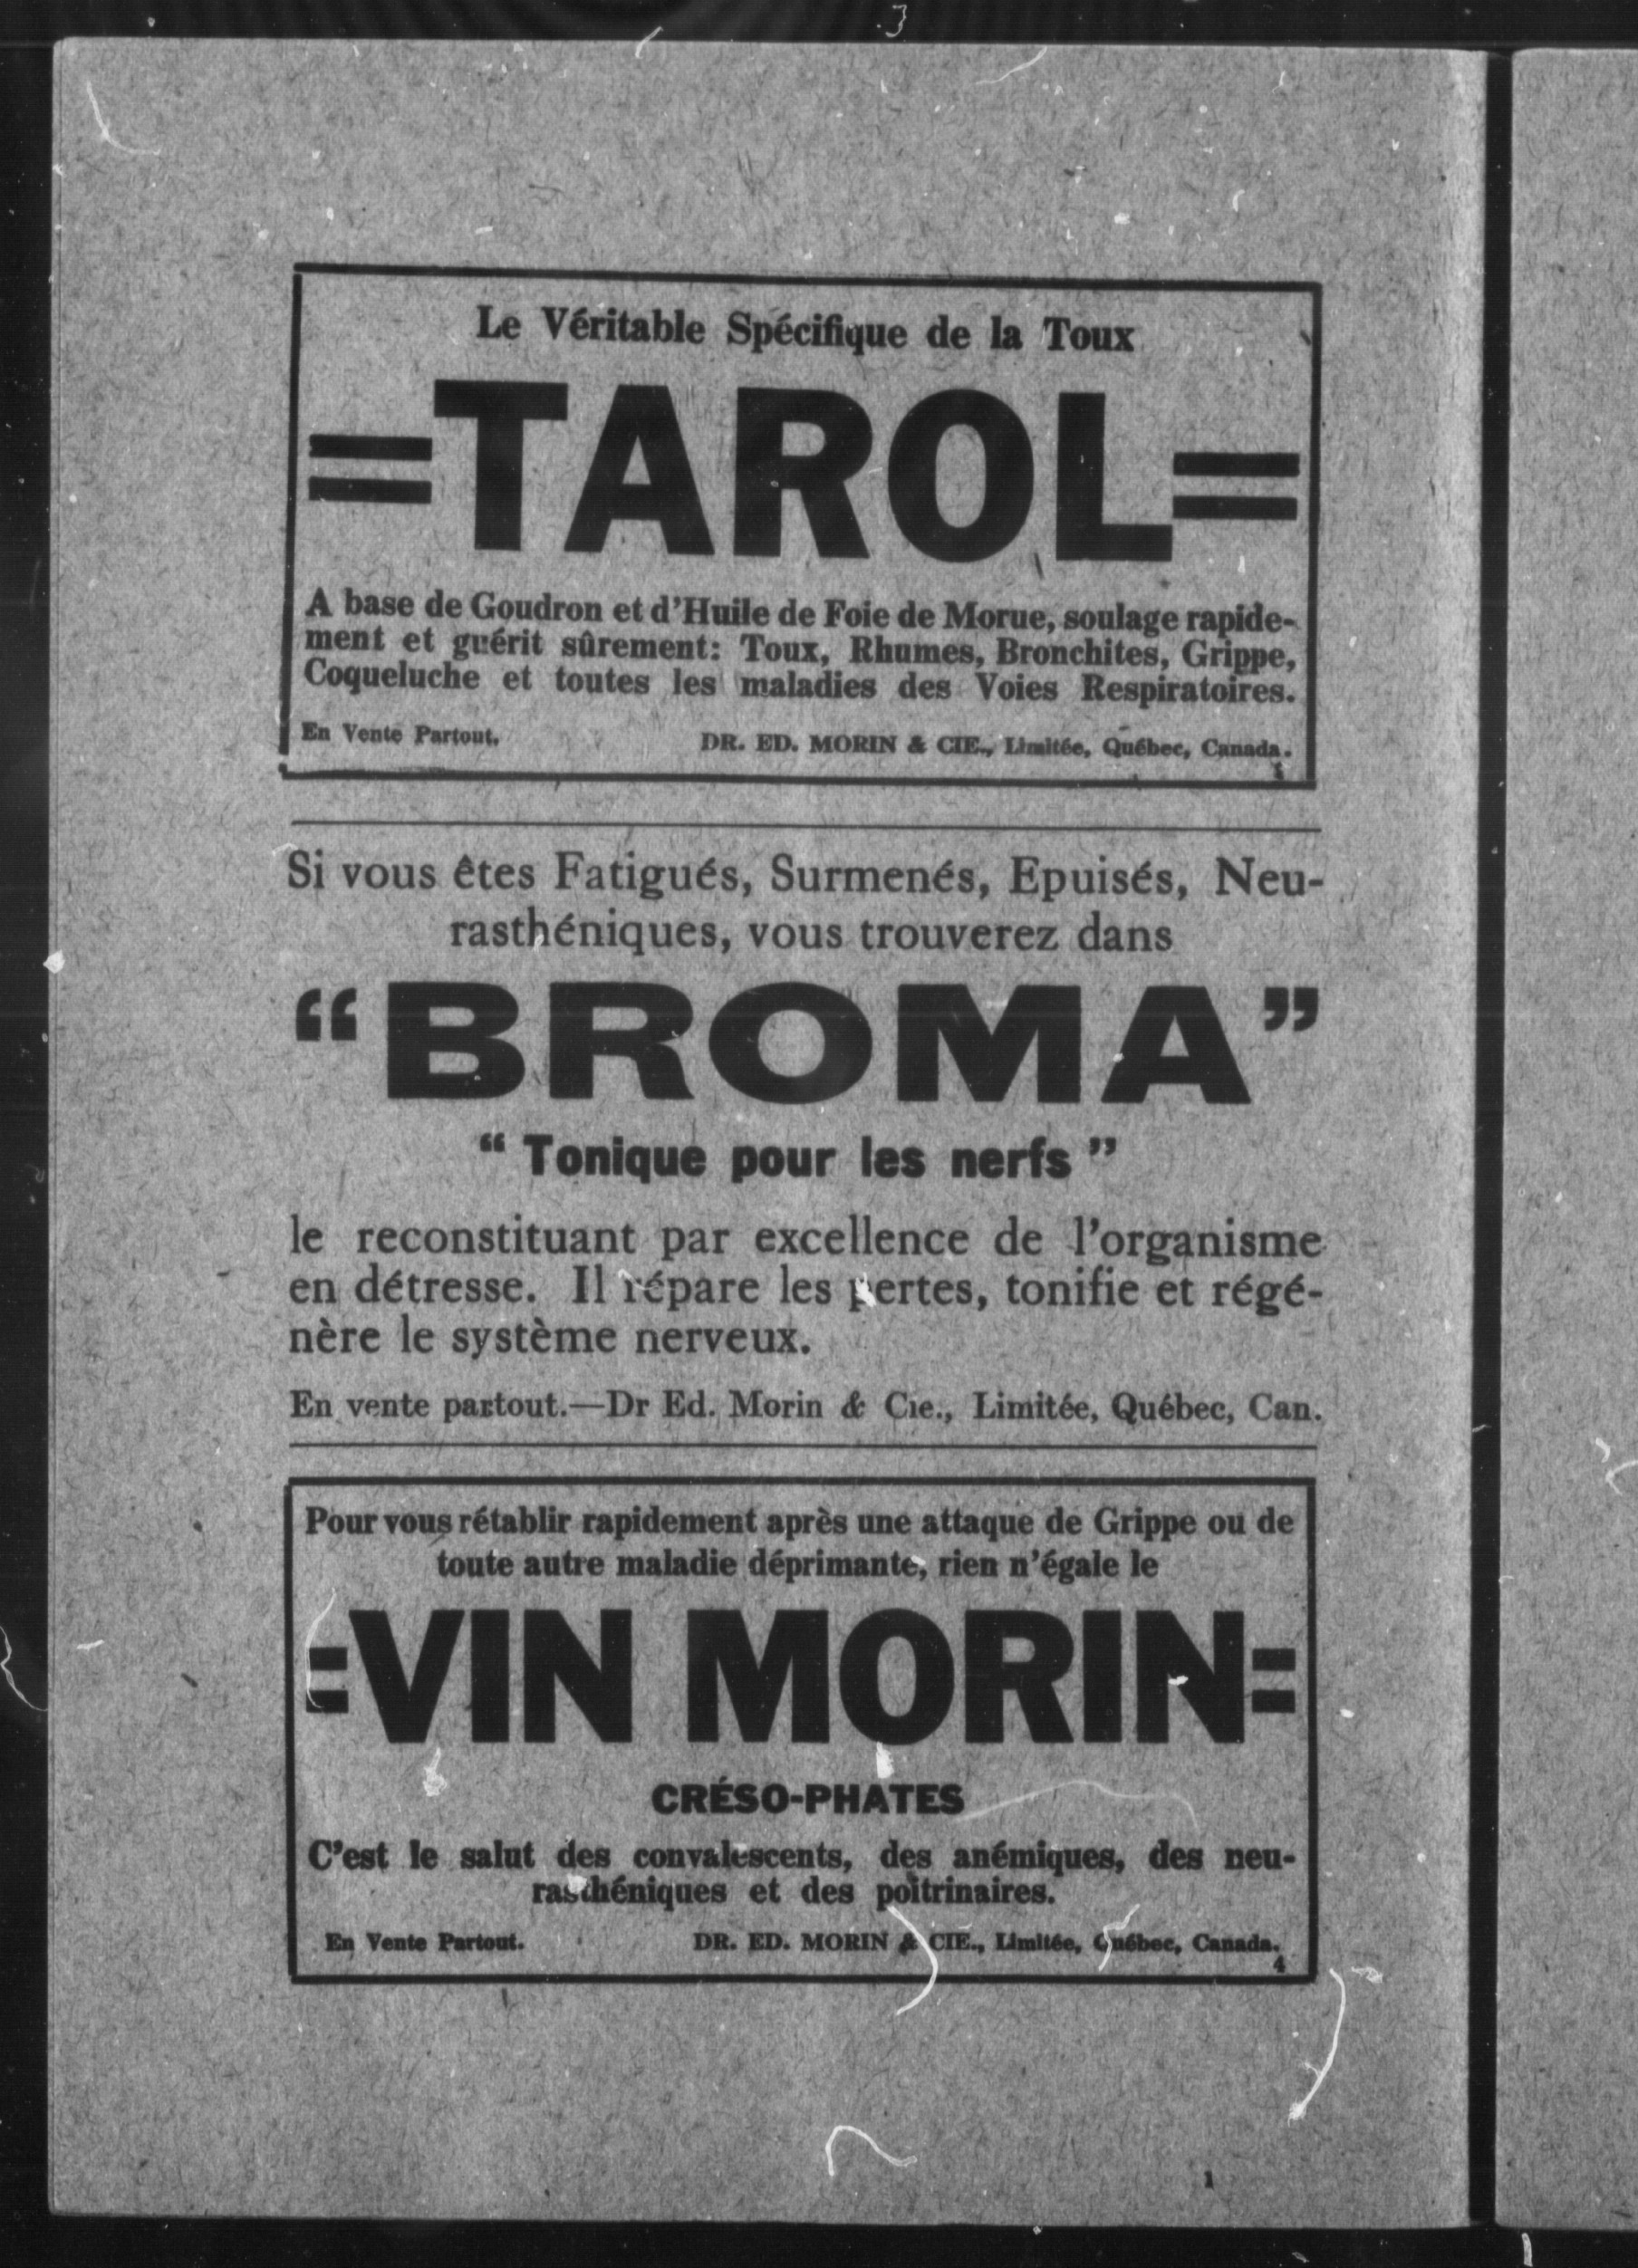 Le Véritable Spécifique de la Toux
=TAROL=
A base de Goudron et d'Huile de Foie de Morue, soulage rapide-
ment et guérit sûrement: Toux, Rhumes, Bronchites, Grippe,
Coqueluche et toutes les maladies des Voies Respiratoires.
En Vente Partout. DR. ED. MORIN & CIE., Limitée, Québec, Canada.
Si vous êtes Fatigués, Surmenés, Epuisés, Neu-
rasthéniques, vous trouverez dans
"BROMA"
"Tonique pour les nerfs"
le reconstituant par excellence de l'organisme
en détresse. Il répare les pertes, tonifie et régé-
nère le système nerveux.
En vente partout.—Dr Ed. Morin & Cie., Limitée, Québec, Can.
Pour vous rétablir rapidement après une attaque de Grippe ou de
toute autre maladie déprimante, rien n'égale le
=VIN MORIN=
CRÉSO-PHATES
C'est le salut des convalescents, des anémiques, des neu-
rasthéniques et des poitrinaires.
En Vente Partout. DR. ED. MORIN & CIE., Limitée, Québec, Canada.
4
1